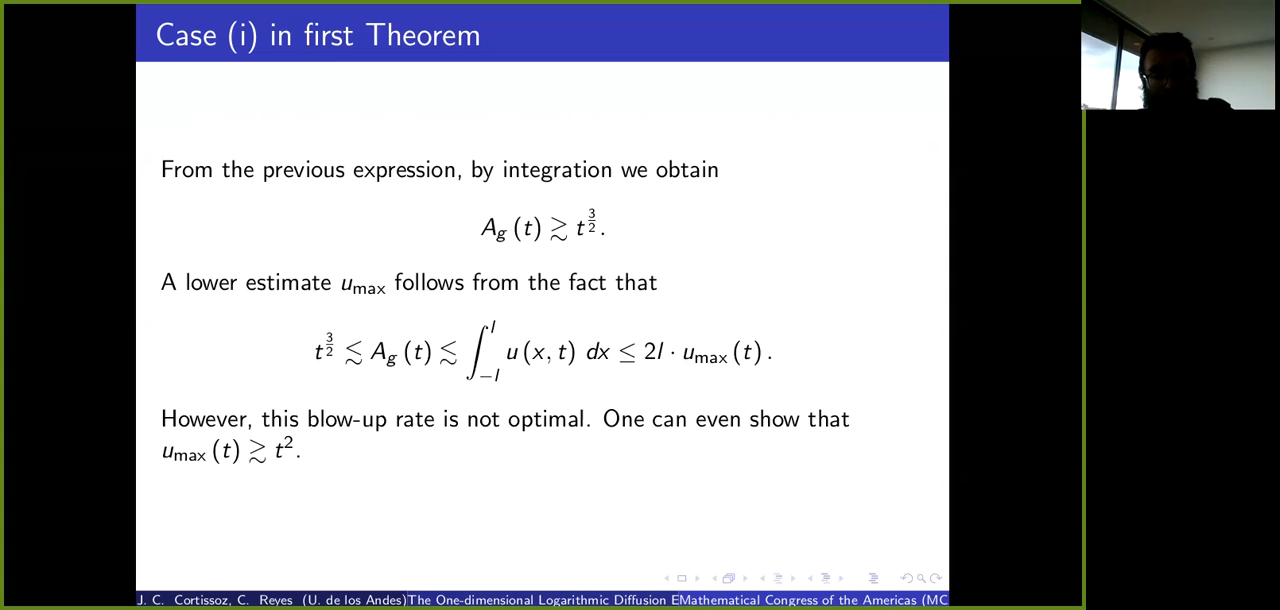 Case (i) in first Theorem
From the previous expression, by integration we obtain
A_g (t) ≳ t^{3/2}.
A lower estimate u_max follows from the fact that
t^{3/2} ≲ A_g (t) ≲ ∫_{-l}^{l} u (x, t) dx ≤ 2l · u_max (t) .
However, this blow-up rate is not optimal. One can even show that
u_max (t) ≳ t^2.
J. C. Cortissoz, C. Reyes (U. de los Andes)The One-dimensional Logarithmic Diffusion EMathematical Congress of the Americas (MC